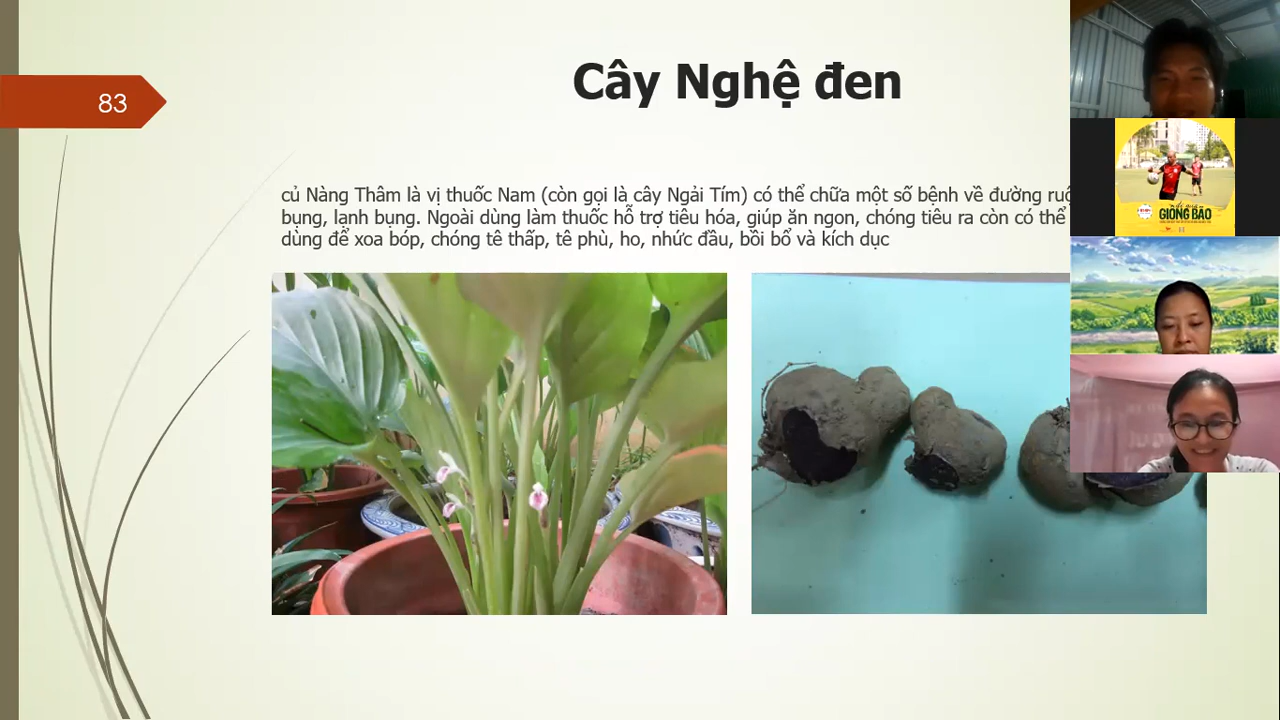 Cây Nghệ đen
83
củ Nàng Thâm là vị thuốc Nam (còn gọi là cây Ngải Tím) có thể chữa một số bệnh về đường
bụng, lạnh bụng. Ngoài dùng làm thuốc hỗ trợ tiêu hóa, giúp ăn ngon, chóng tiêu ra còn có thể
dùng để xoa bóp, chóng tê thấp, tê phù, ho, nhức đầu, bồi bổ và kích dục
GIÔNG BÃO